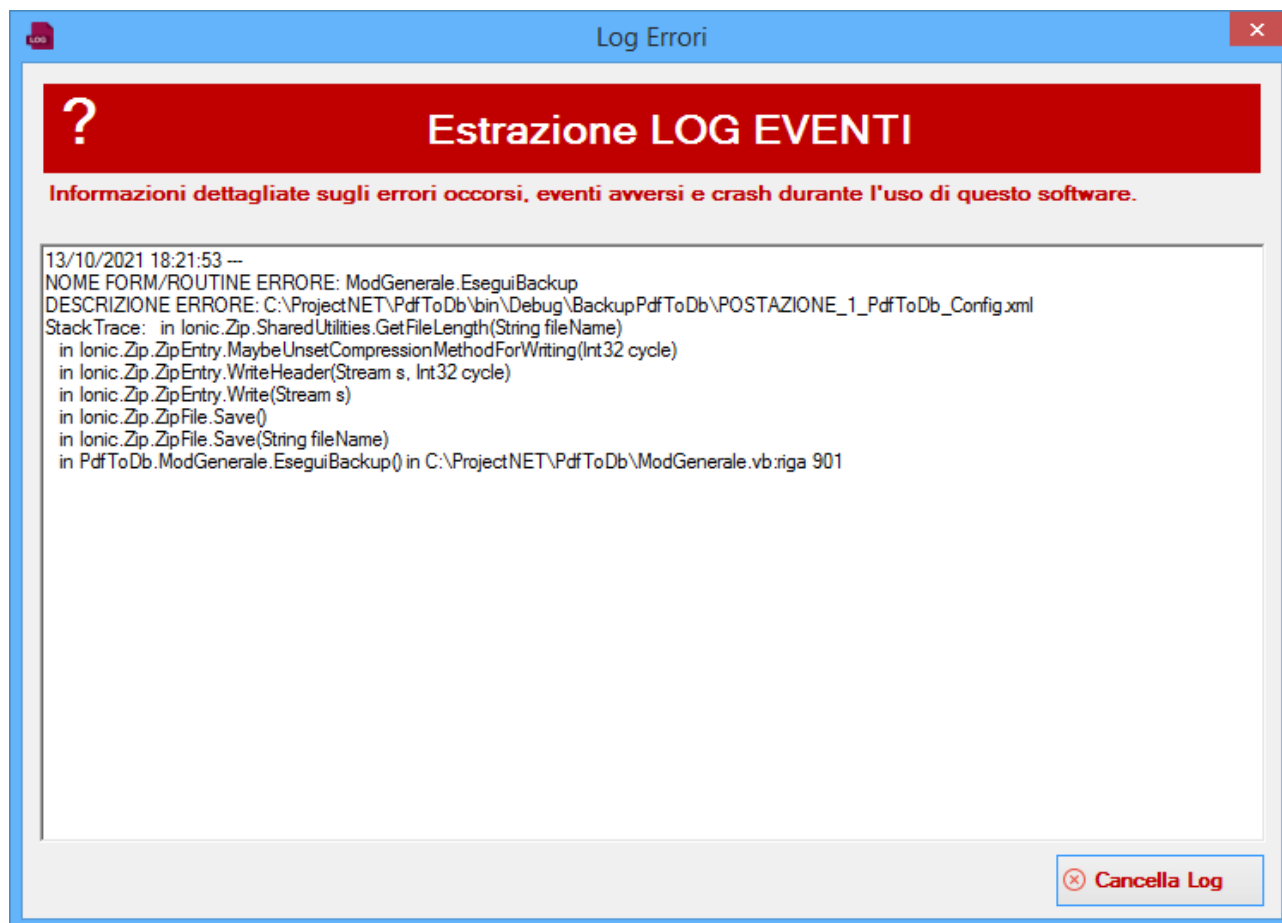 LOG
Log Errori
?
Estrazione LOG EVENTI
Informazioni dettagliate sugli errori occorsi, eventi avversi e crash durante l'uso di questo software.
13/10/2021 18:21:53 ---
NOME FORM/ROUTINE ERRORE: ModGenerale.EseguiBackup
DESCRIZIONE ERRORE: C:\ProjectNET\PdfToDb\bin\Debug\BackupPdfToDb\POSTAZIONE_1_PdfToDb_Config.xml
StackTrace:   in Ionic.Zip.SharedUtilities.GetFileLength(String fileName)
   in Ionic.Zip.ZipEntry.MaybeUnsetCompressionMethodForWriting(Int32 cycle)
   in Ionic.Zip.ZipEntry.WriteHeader(Stream s, Int32 cycle)
   in Ionic.Zip.ZipEntry.Write(Stream s)
   in Ionic.Zip.ZipFile.Save()
   in Ionic.Zip.ZipFile.Save(String fileName)
   in PdfToDb.ModGenerale.EseguiBackup() in C:\ProjectNET\PdfToDb\ModGenerale.vb:riga 901
Cancella Log